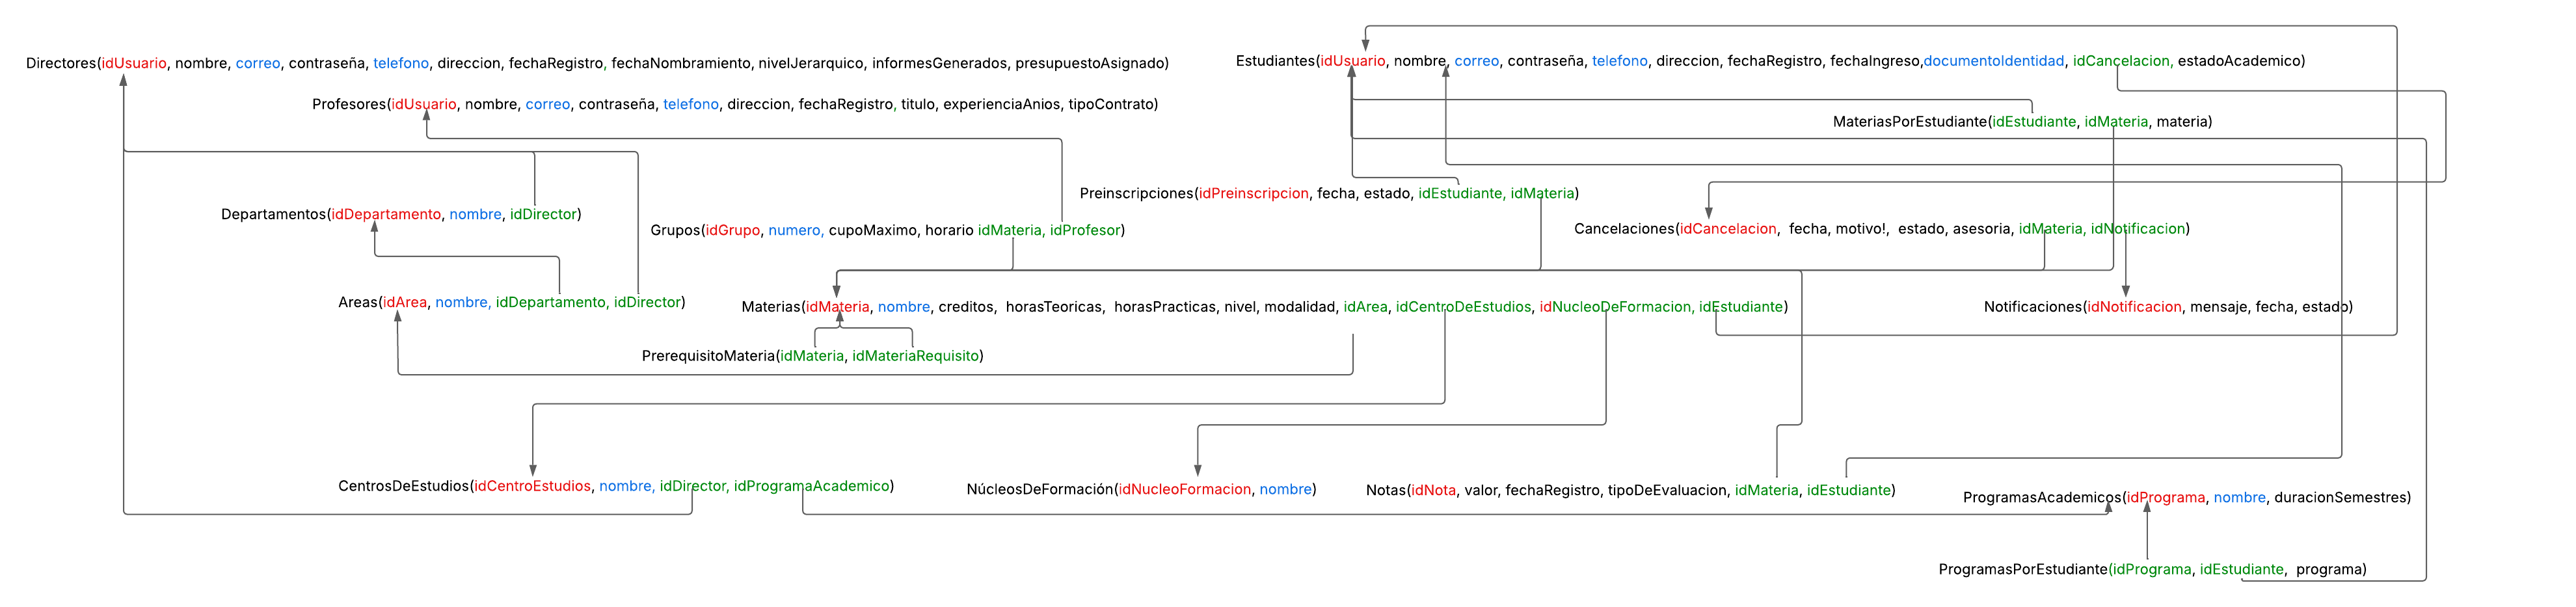 Directores(idUsuario, nombre, correo, contraseña, telefono, direccion, fechaRegistro, fechaNombramiento, nivelJerarquico, informesGenerados, presupuestoAsignado)
Estudiantes(idUsuario, nombre, correo, contraseña, telefono, direccion, fechaRegistro, fechaIngreso,documentoIdentidad, idCancelacion, estadoAcademico)
Profesores(idUsuario, nombre, correo, contraseña, telefono, direccion, fechaRegistro, titulo, experienciaAnios, tipoContrato)
MateriasPorEstudiante(idEstudiante, idMateria, materia)
Preinscripciones(idPreinscripcion, fecha, estado, idEstudiante, idMateria)
Departamentos(idDepartamento, nombre, idDirector)
Grupos(idGrupo, numero, cupoMaximo, horario idMateria, idProfesor)
Cancelaciones(idCancelacion, fecha, motivo!, estado, asesoria, idMateria, idNotificacion)
Areas(idArea, nombre, idDepartamento, idDirector)
Materias(idMateria, nombre, creditos, horasTeoricas, horasPracticas, nivel, modalidad, idArea, idCentroDeEstudios, idNucleoDeFormacion, idEstudiante)
Notificaciones(idNotificacion, mensaje, fecha, estado)
PrerequisitoMateria(idMateria, idMateriaRequisito)
CentrosDeEstudios(idCentroEstudios, nombre, idDirector, idProgramaAcademico)
NúcleosDeFormación(idNucleoFormacion, nombre)
Notas(idNota, valor, fechaRegistro, tipoDeEvaluacion, idMateria, idEstudiante)
ProgramasAcademicos(idPrograma, nombre, duracionSemestres)
ProgramasPorEstudiante(idPrograma, idEstudiante, programa)